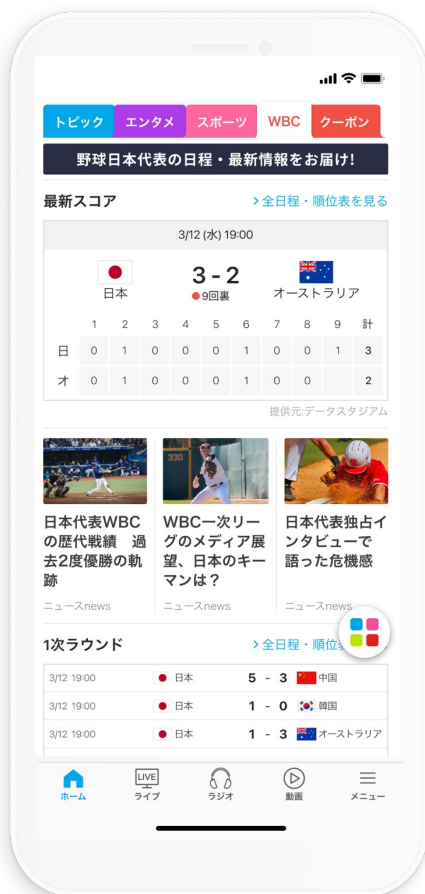 トピック エンタメ スポーツ WBC クーポン
野球日本代表の日程・最新情報をお届け!
最新スコア >全日程・順位表を見る
3/12 (水) 19:00
3 - 2
日本 9回裏 オーストラリア
1 2 3 4 5 6 7 8 9 計
日 0 1 0 0 0 1 0 0 1 3
オ 0 1 0 0 0 1 0 0 2
提供元:データスタジアム
330
日本代表WBC
の歴代戦績 過
去2度優勝の軌
跡
ニュースnews
WBC一次リー
グのメディア展
望、日本のキー
マンは？
ニュースnews
日本代表独占イ
ンタビューで
語った危機感
ニュースnews
1次ラウンド >全日程・順位
3/12 19:00 日本 5 - 3 中国
3/12 19:00 日本 1 - 0 韓国
3/12 19:00 日本 1 - 3 オーストラリア
LIVE
ホーム ライブ ラジオ 動画 メニュー